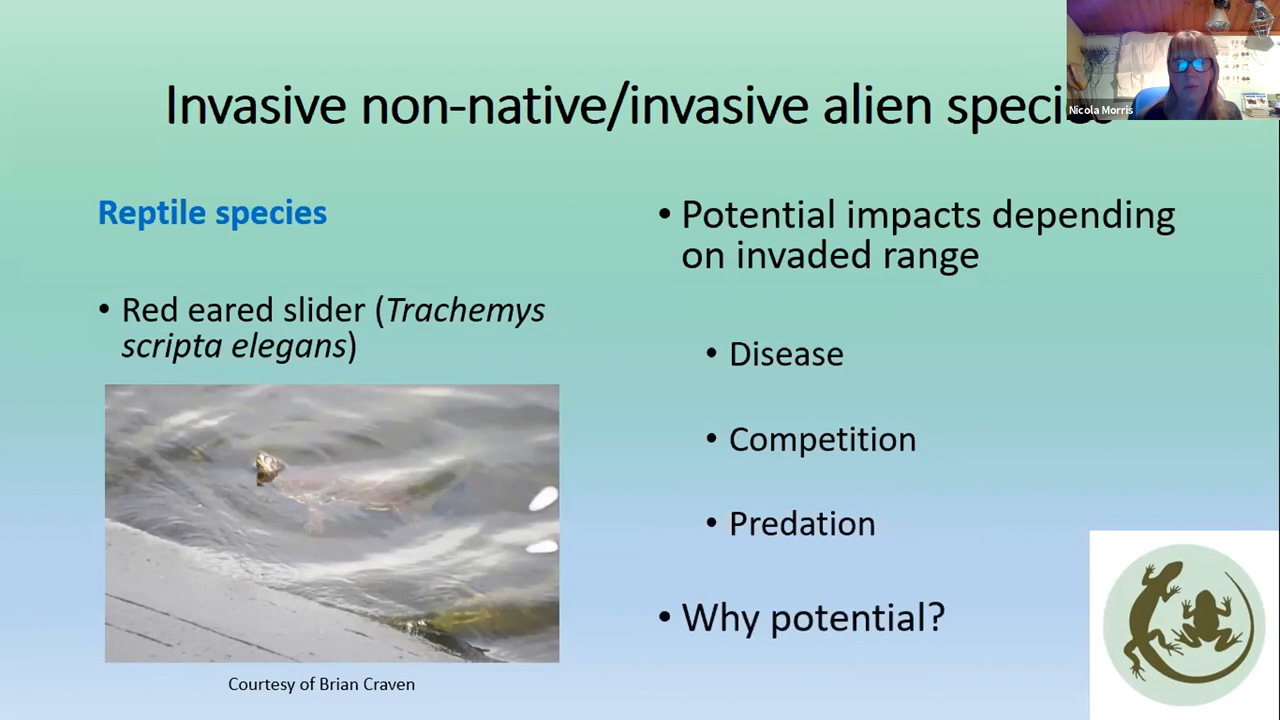 Nicola Morris
Invasive non-native/invasive alien species
Reptile species
• Red eared slider (Trachemys
scripta elegans)
Courtesy of Brian Craven
• Potential impacts depending
on invaded range
• Disease
• Competition
• Predation
• Why potential?